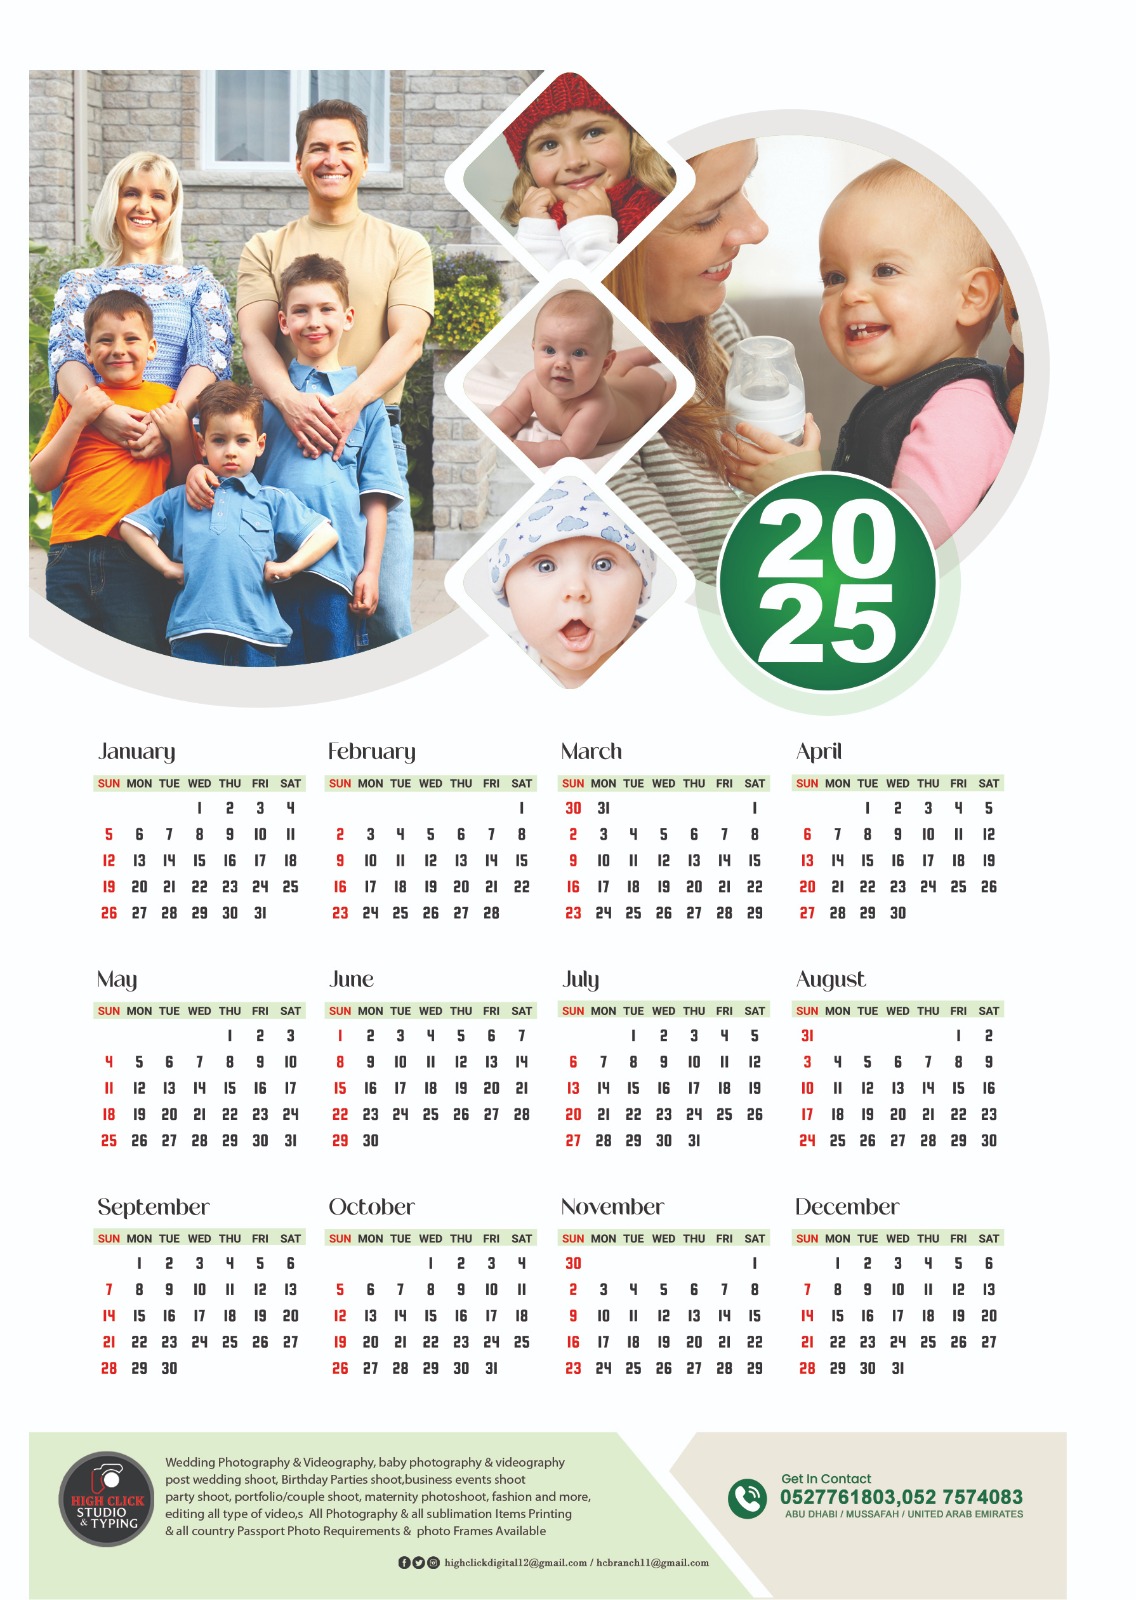 20
25
January
SUN MON TUE WED THU FRI SAT
1 2 3 4
5 6 7 8 9 10 11
12 13 14 15 16 17 18
19 20 21 22 23 24 25
26 27 28 29 30 31
February
SUN MON TUE WED THU FRI SAT
1
2 3 4 5 6 7 8
9 10 11 12 13 14 15
16 17 18 19 20 21 22
23 24 25 26 27 28
March
SUN MON TUE WED THU FRI SAT
30 31 1
2 3 4 5 6 7 8
9 10 11 12 13 14 15
16 17 18 19 20 21 22
23 24 25 26 27 28 29
April
SUN MON TUE WED THU FRI SAT
1 2 3 4 5
6 7 8 9 10 11 12
13 14 15 16 17 18 19
20 21 22 23 24 25 26
27 28 29 30
May
SUN MON TUE WED THU FRI SAT
1 2 3
4 5 6 7 8 9 10
11 12 13 14 15 16 17
18 19 20 21 22 23 24
25 26 27 28 29 30 31
June
SUN MON TUE WED THU FRI SAT
1 2 3 4 5 6 7
8 9 10 11 12 13 14
15 16 17 18 19 20 21
22 23 24 25 26 27 28
29 30
July
SUN MON TUE WED THU FRI SAT
1 2 3 4 5
6 7 8 9 10 11 12
13 14 15 16 17 18 19
20 21 22 23 24 25 26
27 28 29 30 31
August
SUN MON TUE WED THU FRI SAT
31 1 2
3 4 5 6 7 8 9
10 11 12 13 14 15 16
17 18 19 20 21 22 23
24 25 26 27 28 29 30
September
SUN MON TUE WED THU FRI SAT
1 2 3 4 5 6
7 8 9 10 11 12 13
14 15 16 17 18 19 20
21 22 23 24 25 26 27
28 29 30
October
SUN MON TUE WED THU FRI SAT
1 2 3 4
5 6 7 8 9 10 11
12 13 14 15 16 17 18
19 20 21 22 23 24 25
26 27 28 29 30 31
November
SUN MON TUE WED THU FRI SAT
30 1
2 3 4 5 6 7 8
9 10 11 12 13 14 15
16 17 18 19 20 21 22
23 24 25 26 27 28 29
December
SUN MON TUE WED THU FRI SAT
1 2 3 4 5 6
7 8 9 10 11 12 13
14 15 16 17 18 19 20
21 22 23 24 25 26 27
28 29 30 31
HIGH CLICK
STUDIO
& TYPING
Wedding Photography & Videography, baby photography & videography
post wedding shoot, Birthday Parties shoot,business events shoot
party shoot, portfolio/couple shoot, maternity photoshoot, fashion and more,
editing all type of video,s All Photography & all sublimation Items Printing
& all country Passport Photo Requirements & photo Frames Available
highclickdigital12@gmail.com / hcbranch11@gmail.com
Get In Contact
0527761803,052 7574083
ABU DHABI / MUSSAFAH / UNITED ARAB EMIRATES